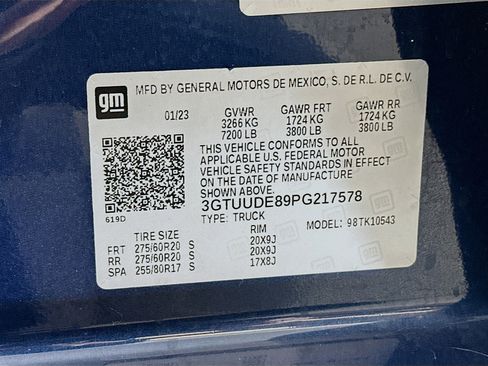 gm
MFD BY GENERAL MOTORS DE MEXICO, S. DE R.L. DE C.V.
01/23 GVWR GAWR FRT GAWR RR
3266 KG 1724 KG 1724 KG
7200 LB 3800 LB 3800 LB
THIS VEHICLE CONFORMS TO ALL
APPLICABLE U.S. FEDERAL MOTOR
VEHICLE SAFETY STANDARDS IN EFFECT
ON THE DATE OF MANUFACTURE
SHOWN ABOVE.
3GTUUDE89PG217578
619D
TYPE: TRUCK MODEL: 98TK10543
TIRE SIZE RIM
FRT 275/60R20 S 20X9J
RR 275/60R20 S 20X9J
SPA 255/80R17 S 17X8J